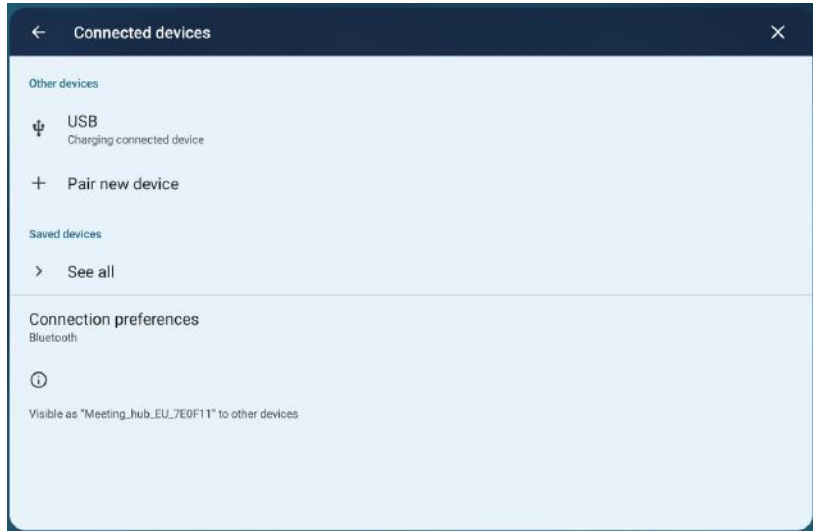 Connected devices
Other devices
USB
Charging connected device
Pair new device
Saved devices
See all
Connection preferences
Bluetooth
Visible as "Meeting_hub_EU_7E0F11" to other devices